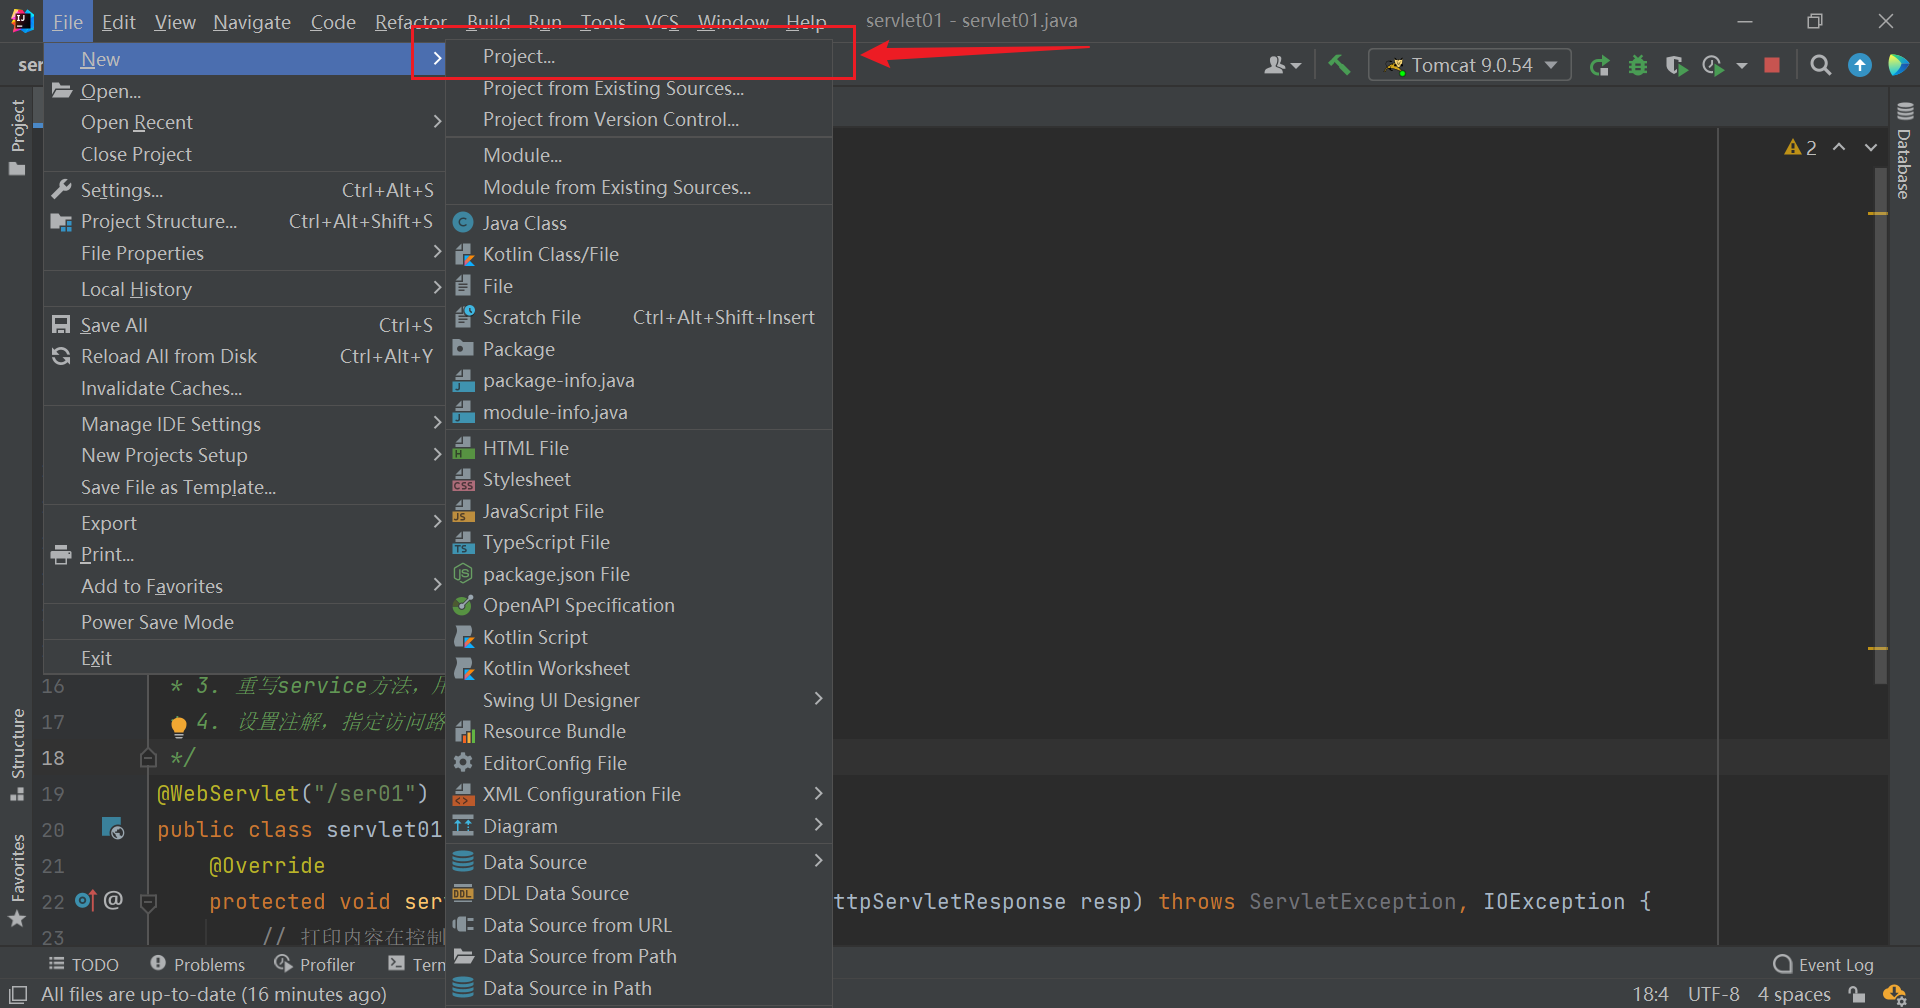 File Edit View Navigate Code Refactor Build Run Tools VCS Window Help servlet01 - servlet01.java
ser
Tomcat 9.0.54
New
Open...
Open Recent
Close Project
Settings... Ctrl+Alt+S
Project Structure... Ctrl+Alt+Shift+S
File Properties
Local History
Save All Ctrl+S
Reload All from Disk Ctrl+Alt+Y
Invalidate Caches...
Manage IDE Settings
New Projects Setup
Save File as Template...
Export
Print...
Add to Favorites
Power Save Mode
Exit
Project...
Project from Existing Sources...
Project from Version Control...
Module...
Module from Existing Sources...
Java Class
Kotlin Class/File
File
Scratch File Ctrl+Alt+Shift+Insert
Package
package-info.java
module-info.java
HTML File
Stylesheet
JavaScript File
TypeScript File
package.json File
OpenAPI Specification
Kotlin Script
Kotlin Worksheet
Swing UI Designer
Resource Bundle
EditorConfig File
XML Configuration File
Diagram
Data Source
DDL Data Source
Data Source from URL
Data Source from Path
Data Source in Path
Project
Structure
Favorites
2
Database
16 * 3. 重写service方法，用
17 4. 设置注解，指定访问路
18 */
19 @WebServlet("/ser01")
20 public class servlet01
21 @Override
22 protected void ser ttpServletResponse resp) throws ServletException, IOException {
23 // 打印内容在控制
TODO Problems Profiler Term Event Log
All files are up-to-date (16 minutes ago) 18:4 UTF-8 4 spaces